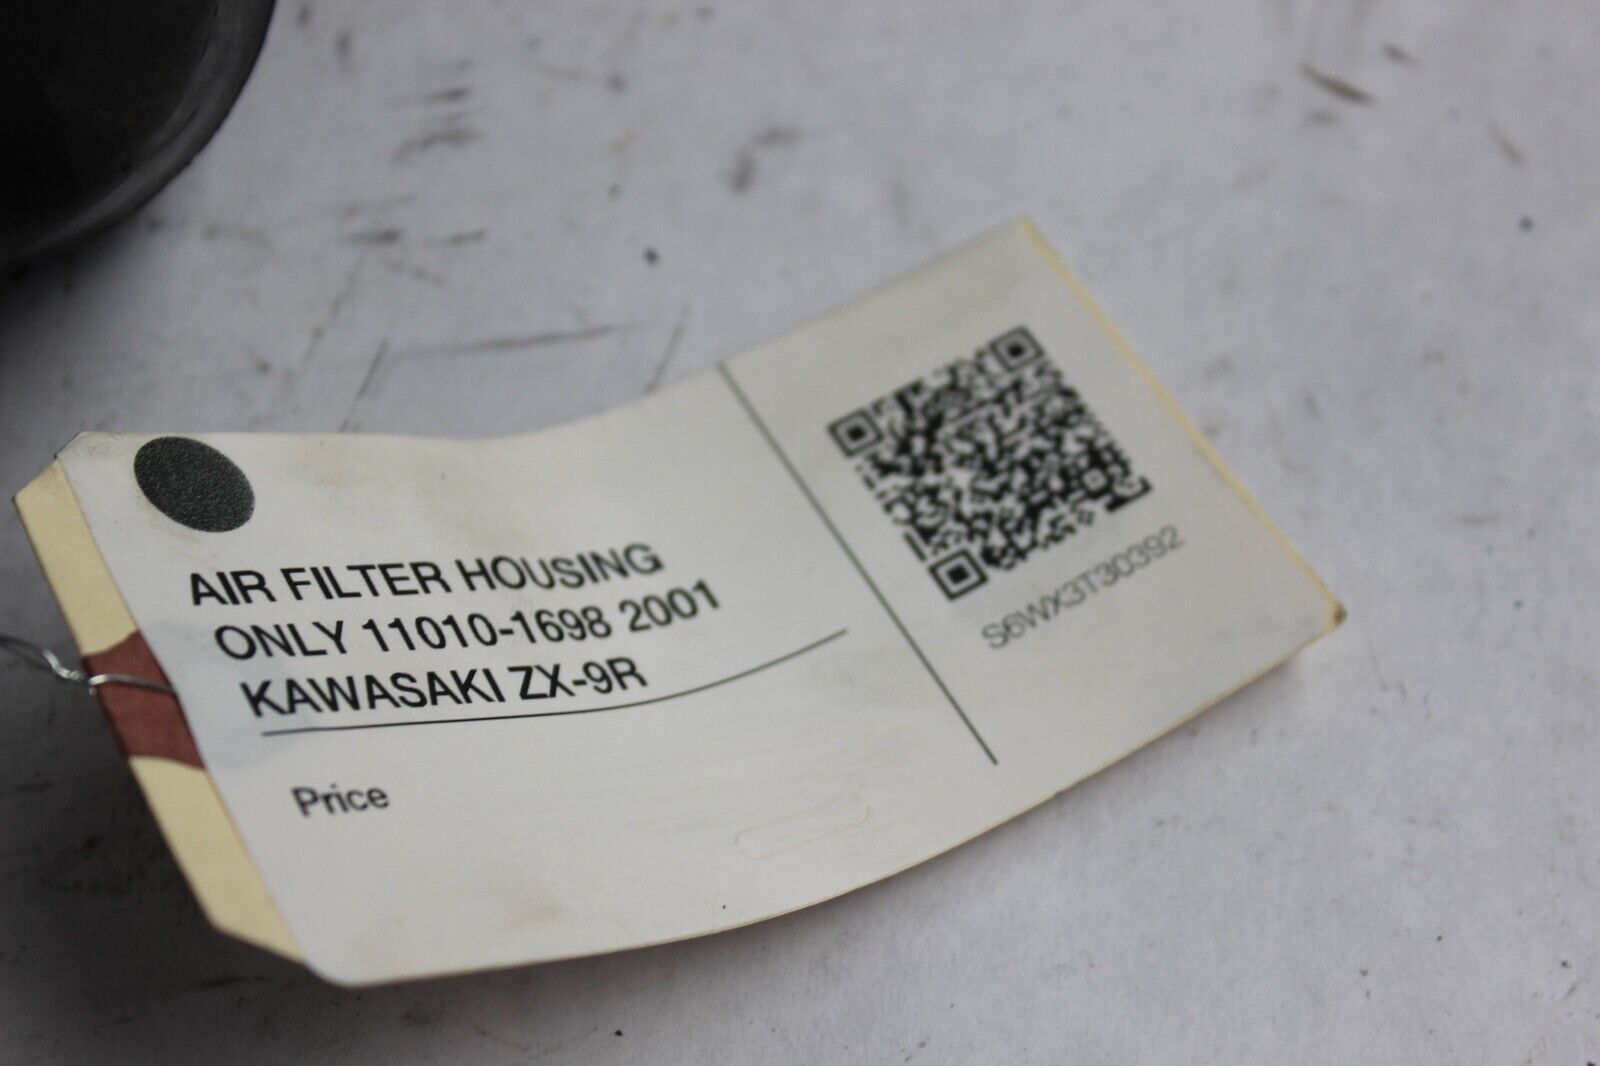 AIR FILTER HOUSING
ONLY 11010-1698 2001
KAWASAKI ZX-9R
Price
S6WX3T30392